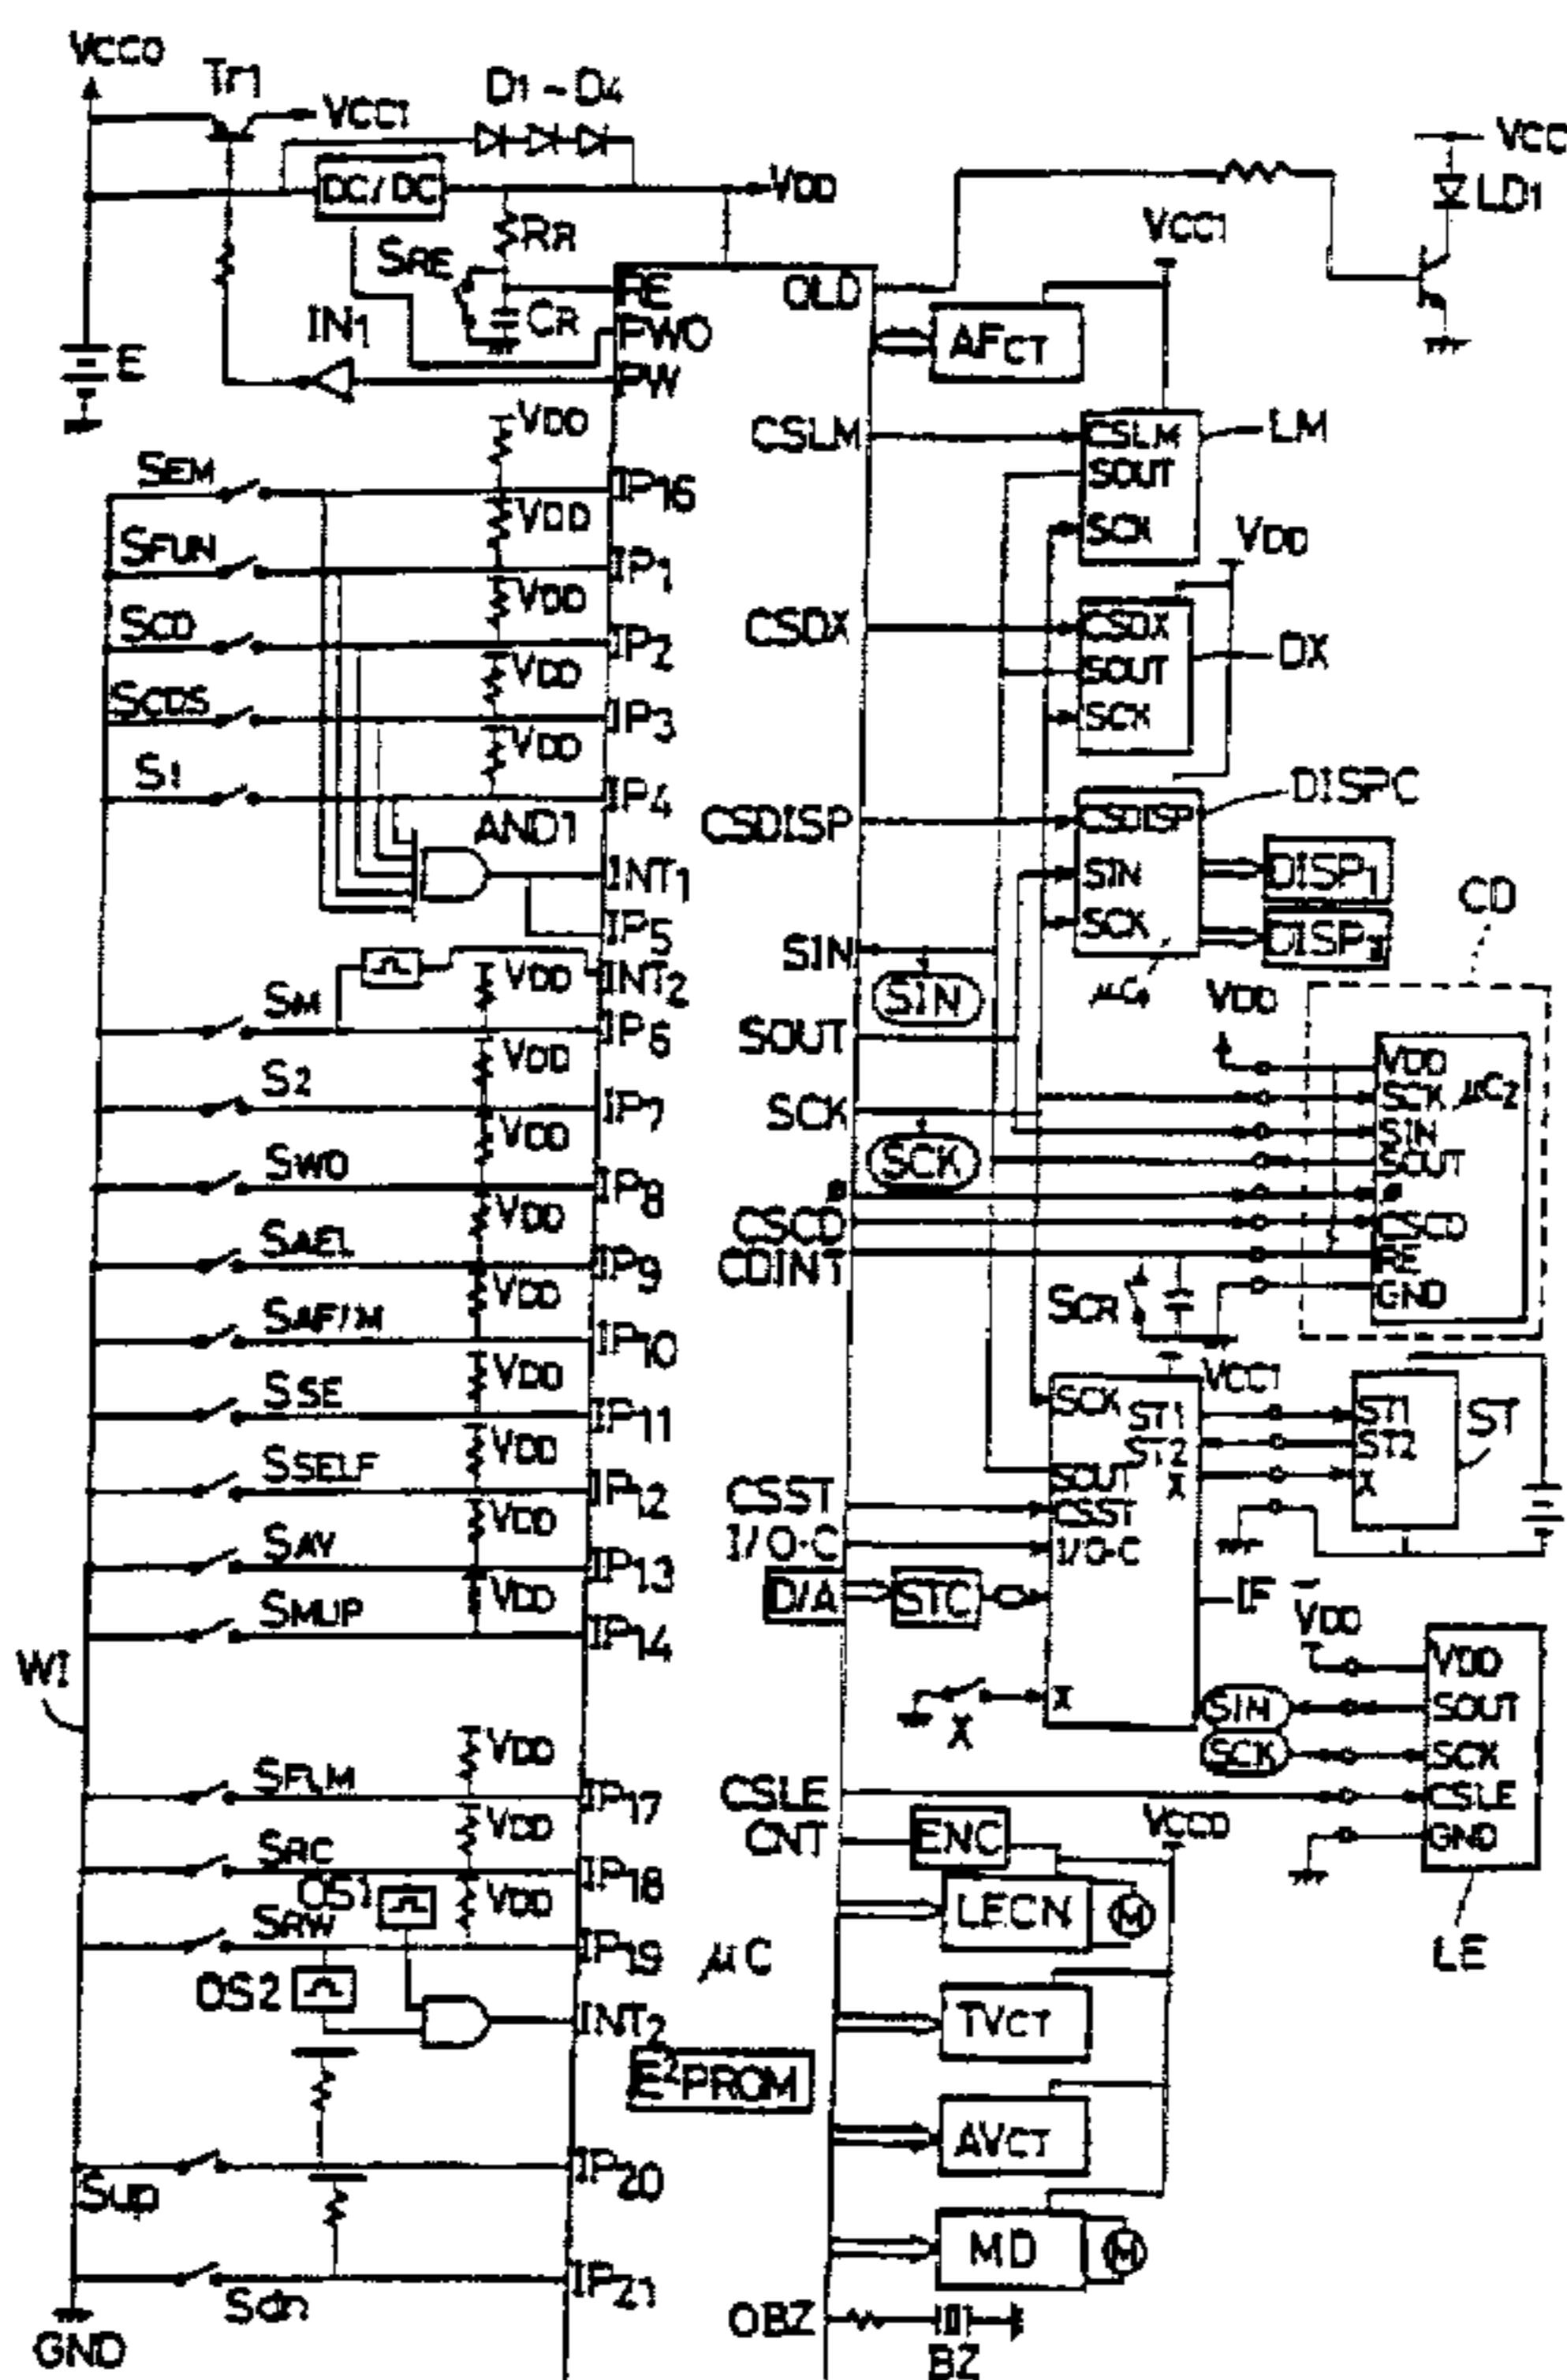 VCC0
Tr1
VCC1
D1 - D4
DC/DC
VDD
VCC
LD1
RR
SRE
RE
OLD
VCC1
IN1
CR
PWO
AFCT
E
PW
VDD
CSLM
CSLM
LM
SOUT
SEM
IP16
VDD
SCK
VDD
SFUN
IP1
VDD
SCD
IP2
CSDX
CSDX
DX
SOUT
VDD
SCDS
IP3
SCK
VDD
S1
IP4
DISPC
AND1
CSDISP
CSDISP
DISP1
INT1
SIN
CD
IP5
SCK
SIN
INT2
VDD
SIN
VDD
SM
IP6
SOUT
VDD
VDD
S2
IP7
SCK
SCK
μC2
SIN
VDD
SCK
SOUT
SWO
IP8
VDD
CSCD
CSCD
SAEL
IP9
CDINT
RE
VDD
SCR
GND
SAF/M
IP10
VDD
VCC1
SCK
ST1
ST1
ST
SSE
IP11
ST2
ST2
VDD
SOUT
X
X
SSELF
IP12
CSST
CSST
VDD
I/O-C
I/O-C
SAV
IP13
D/A
STC
IF
VDD
VDD
SMUP
IP14
WI
VDD
X
X
SIN
SOUT
VDD
SCK
SCK
SFLM
IP17
CSLE
CSLE
VDD
CNT
ENC
VCC0
GND
SRC
IP18
OS1
VDD
LECN
M
SRW
IP19
μC
LE
OS2
INT2
TVCT
E2PROM
AVCT
IP20
SUP
MD
M
IP21
Sdn
OBZ
GND
BZ